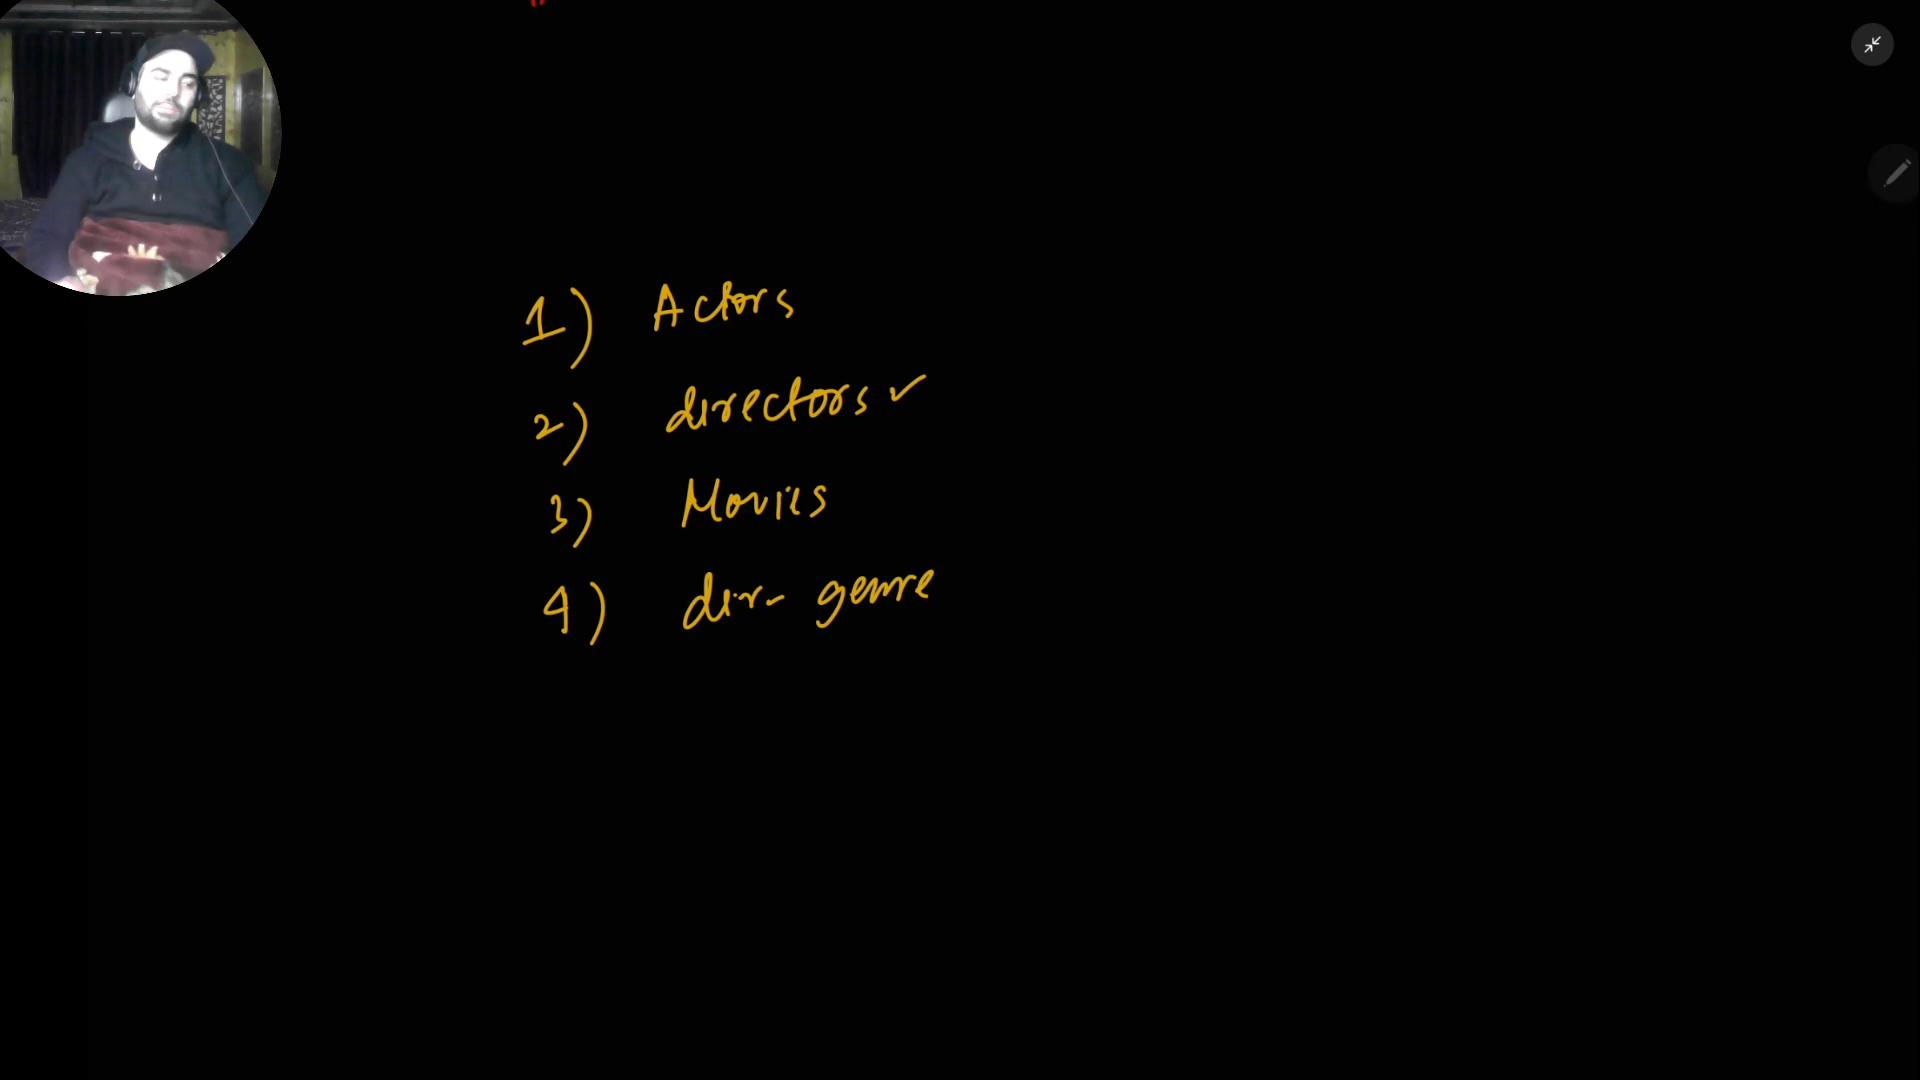 1) Actors
2) directors ✓
3) Movies
4) dir- genre